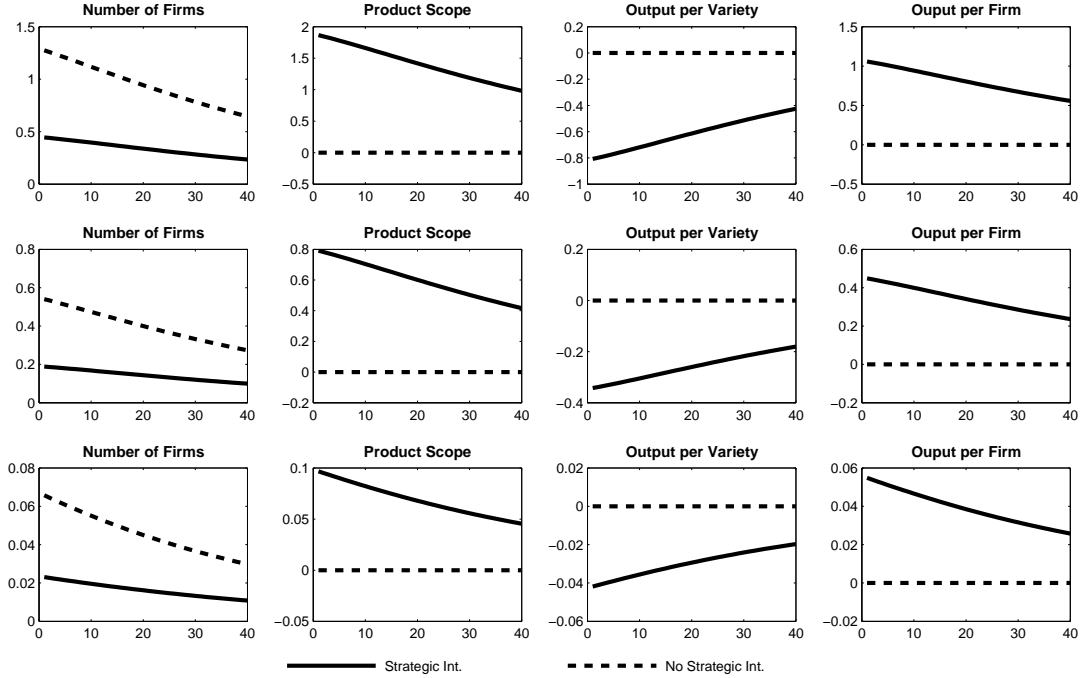 Number of Firms
Product Scope
Output per Variety
Ouput per Firm
1.5
1
0.5
0
0 10 20 30 40
2
1.5
1
0.5
0
−0.5
0 10 20 30 40
0.2
0
−0.2
−0.4
−0.6
−0.8
−1
0 10 20 30 40
1.5
1
0.5
0
−0.5
0 10 20 30 40
Number of Firms
Product Scope
Output per Variety
Ouput per Firm
0.8
0.6
0.4
0.2
0
0 10 20 30 40
0.8
0.6
0.4
0.2
0
−0.2
0 10 20 30 40
0.2
0
−0.2
−0.4
0 10 20 30 40
0.6
0.4
0.2
0
−0.2
0 10 20 30 40
Number of Firms
Product Scope
Output per Variety
Ouput per Firm
0.08
0.06
0.04
0.02
0
0 10 20 30 40
0.1
0.05
0
−0.05
0 10 20 30 40
0.02
0
−0.02
−0.04
−0.06
0 10 20 30 40
0.06
0.04
0.02
0
−0.02
0 10 20 30 40
Strategic Int.
No Strategic Int.